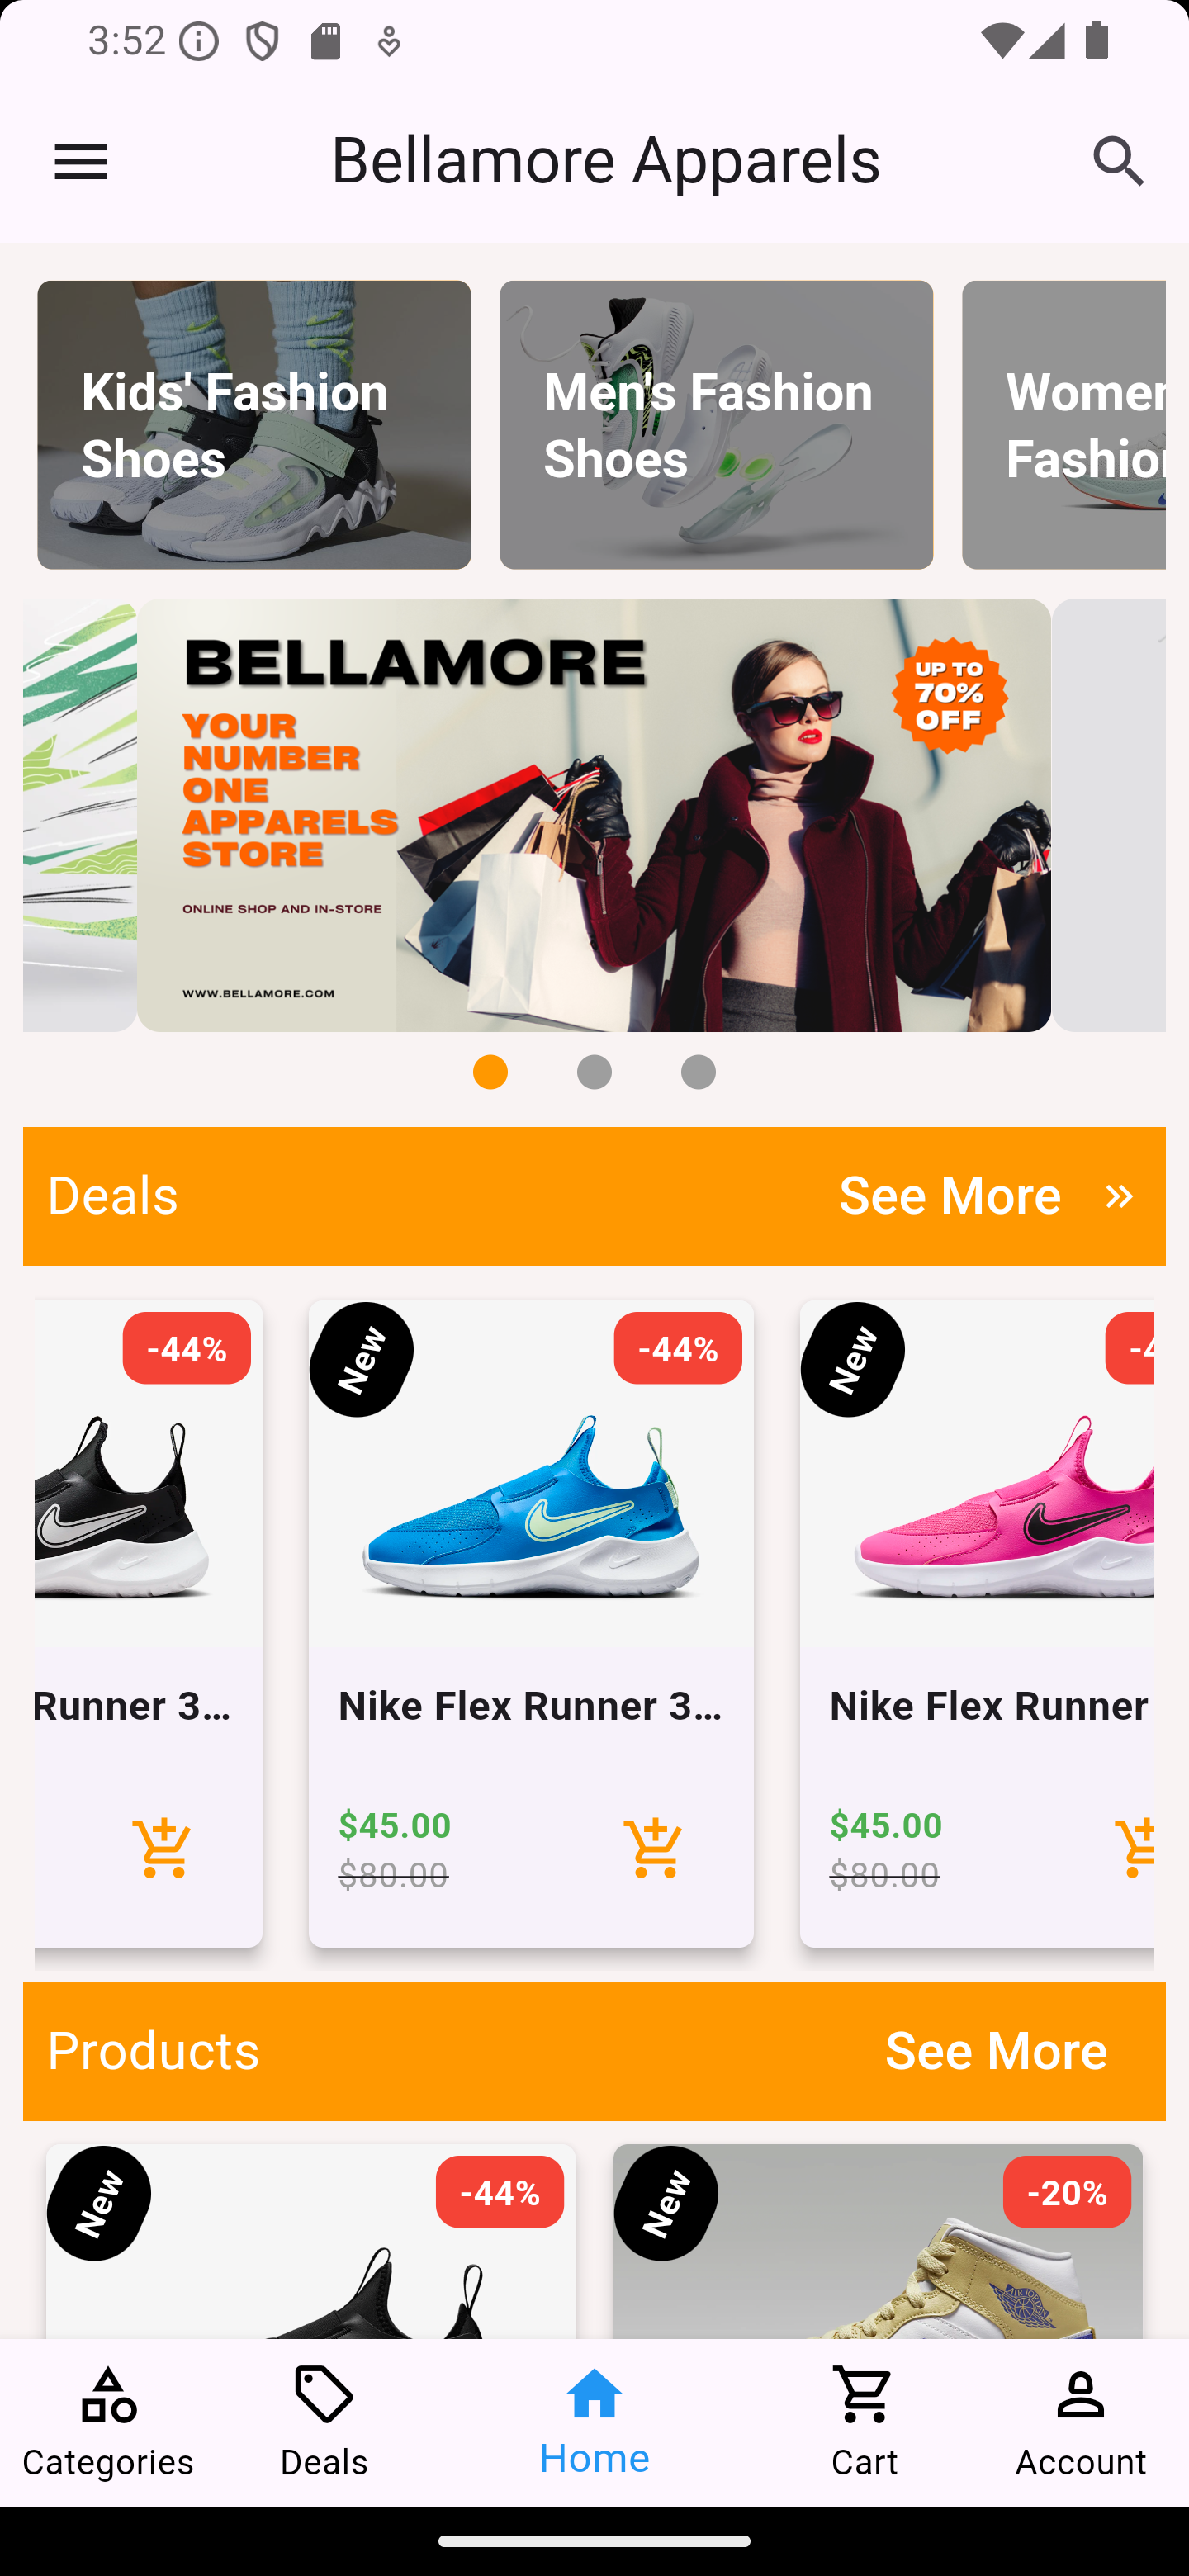 3:52
Bellamore Apparels
Kids' Fashion
Shoes
Men's Fashion
Shoes
Women
Fashion
BELLAMORE
YOUR
NUMBER
ONE
APPARELS
STORE
ONLINE SHOP AND IN-STORE
WWW.BELLAMORE.COM
UP TO
70%
OFF
Deals
See More
-44%
New
-44%
New
-4
Runner 3...
Nike Flex Runner 3...
Nike Flex Runner
$45.00
$80.00
$45.00
$80.00
Products
See More
New
-44%
New
-20%
Categories
Deals
Home
Cart
Account